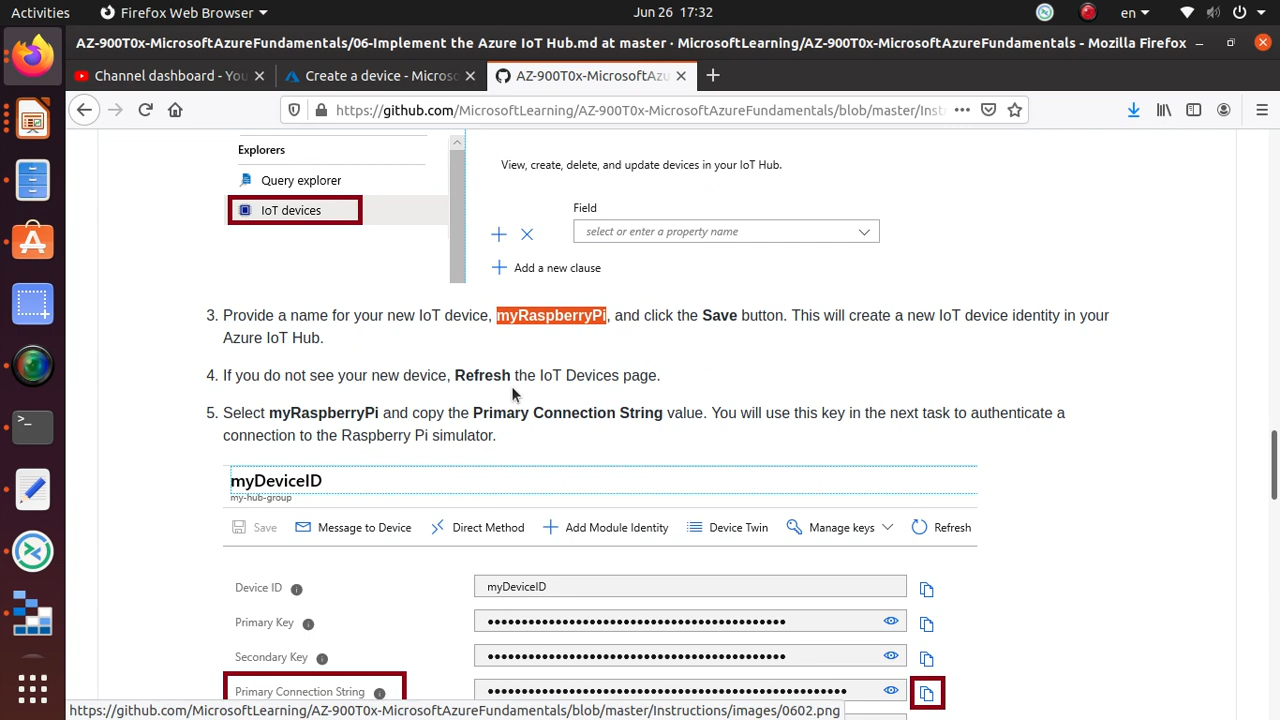 Activities
Firefox Web Browser
Jun 26 17:32
en
AZ-900T0x-MicrosoftAzureFundamentals/06-Implement the Azure IoT Hub.md at master · MicrosoftLearning/AZ-900T0x-MicrosoftAzureFundamentals - Mozilla Firefox
Channel dashboard - You
Create a device - Microso
AZ-900T0x-MicrosoftAzu
https://github.com/MicrosoftLearning/AZ-900T0x-MicrosoftAzureFundamentals/blob/master/Inst
Explorers
Query explorer
IoT devices
View, create, delete, and update devices in your IoT Hub.
Field
select or enter a property name
Add a new clause
3. Provide a name for your new IoT device, myRaspberryPi, and click the Save button. This will create a new IoT device identity in your
Azure IoT Hub.
4. If you do not see your new device, Refresh the IoT Devices page.
5. Select myRaspberryPi and copy the Primary Connection String value. You will use this key in the next task to authenticate a
connection to the Raspberry Pi simulator.
myDeviceID
my-hub-group
Save
Message to Device
Direct Method
Add Module Identity
Device Twin
Manage keys
Refresh
Device ID
myDeviceID
Primary Key
Secondary Key
Primary Connection String
https://github.com/MicrosoftLearning/AZ-900T0x-MicrosoftAzureFundamentals/blob/master/Instructions/images/0602.png